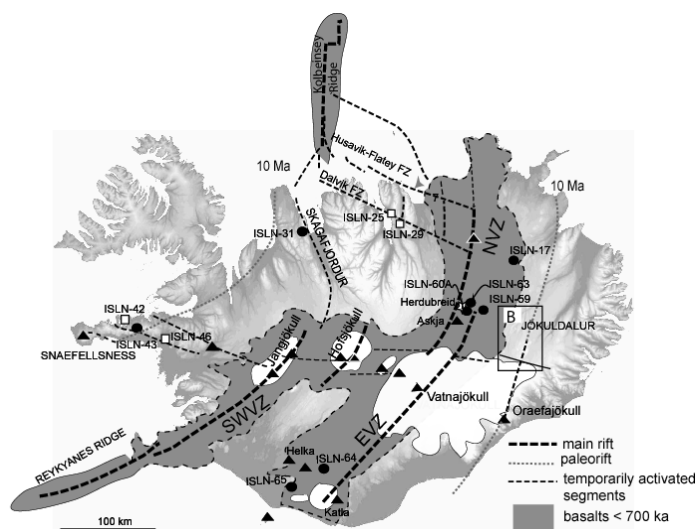 Kolbeinsey
Ridge
Husavik-Flatey FZ
10 Ma
Dalvik FZ
10 Ma
ISLN-25
SKAGAFJORDUR
NVZ
ISLN-31
ISLN-29
ISLN-17
ISLN-60A
ISLN-63
ISLN-42
Herdubreid
ISLN-59
Askja
B
JÖKULDALUR
ISLN-43
ISLN-46
SNAEFELLSNESS
Langjökull
Hofsjökull
Vatnajökull
Oraefajökull
SWVZ
EVZ
REYKYANES RIDGE
Helka
ISLN-64
ISLN-65
Katla
main rift
paleorift
temporarily activated
segments
basalts < 700 ka
100 km